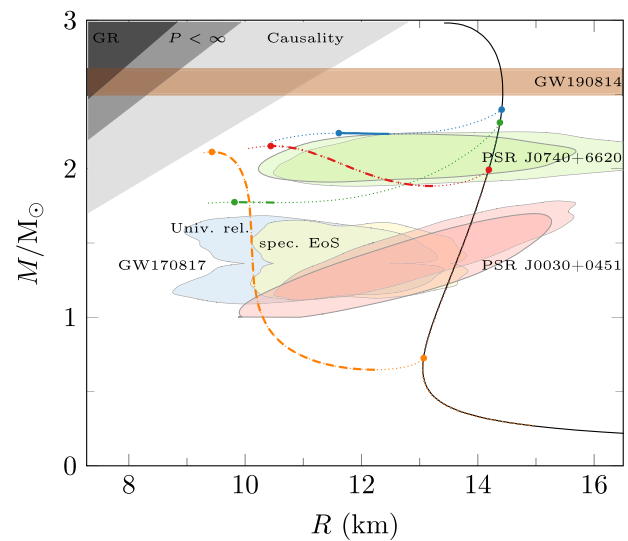 3
GR
P < ∞
Causality
GW190814
2
PSR J0740+6620
Univ. rel.
spec. EoS
GW170817
PSR J0030+0451
1
0
M/M⊙
8
10
12
14
16
R (km)